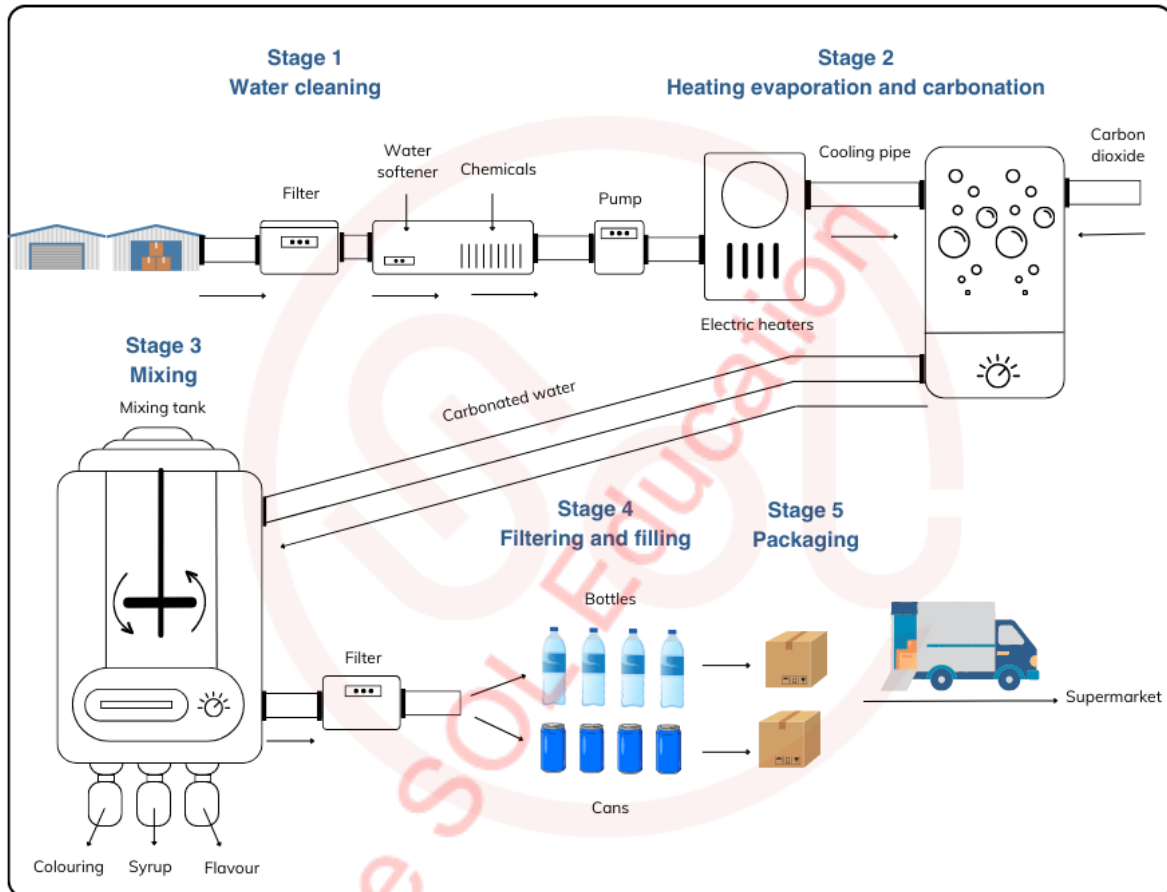 Stage 1
Water cleaning
Stage 2
Heating evaporation and carbonation
Water
softener
Chemicals
Filter
Pump
Cooling pipe
Carbon
dioxide
Electric heaters
Stage 3
Mixing
Mixing tank
Carbonated water
Stage 4
Filtering and filling
Stage 5
Packaging
Bottles
Filter
Supermarket
Cans
Colouring
Syrup
Flavour
SOL Education